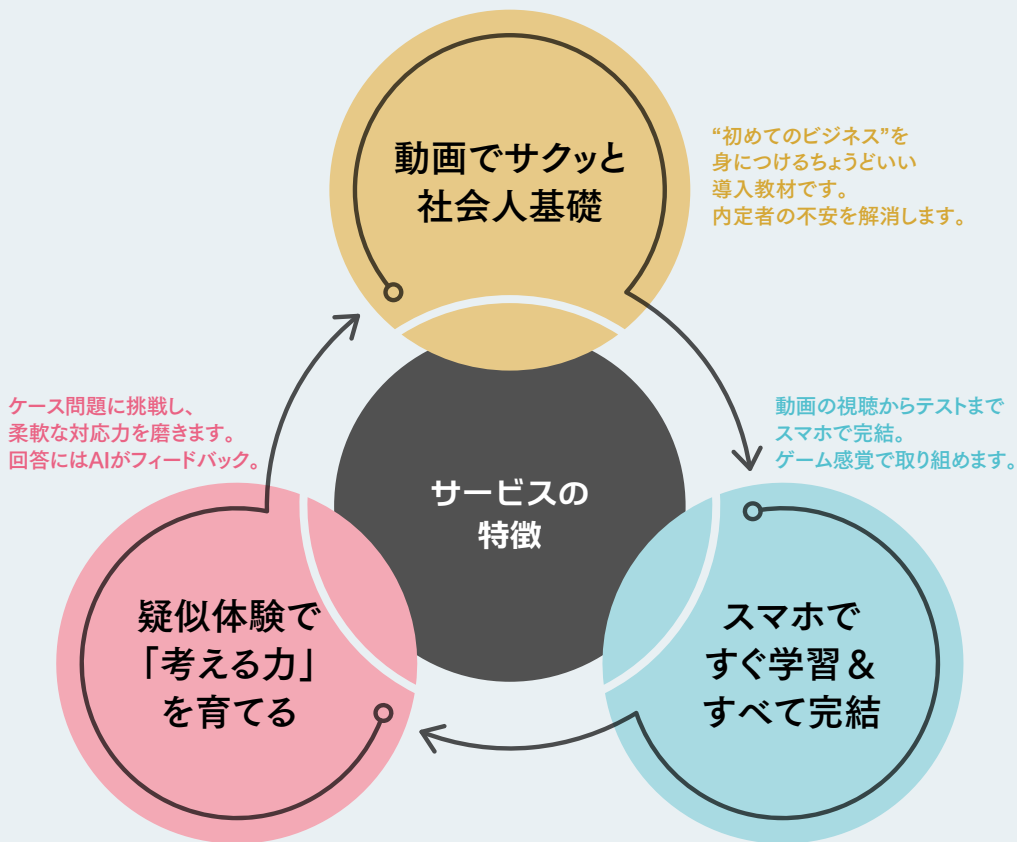 動画でサクッと
社会人基礎
“初めてのビジネス”を
身につけるちょうどいい
導入教材です。
内定者の不安を解消します。
ケース問題に挑戦し、
柔軟な対応力を磨きます。
回答にはAIがフィードバック。
動画の視聴からテストまで
スマホで完結。
ゲーム感覚で取り組めます。
サービスの
特徴
疑似体験で
「考える力」
を育てる
スマホで
すぐ学習&
すべて完結